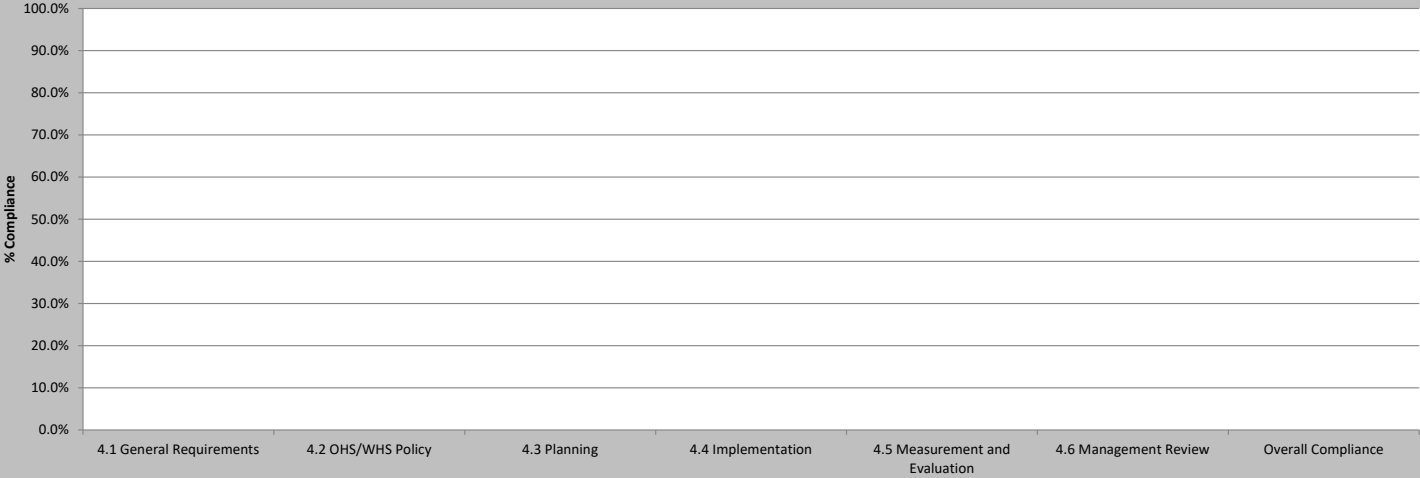 100.0%
90.0%
80.0%
70.0%
60.0%
50.0%
40.0%
30.0%
20.0%
10.0%
0.0%
% Compliance
4.1 General Requirements
4.2 OHS/WHS Policy
4.3 Planning
4.4 Implementation
4.5 Measurement and
Evaluation
4.6 Management Review
Overall Compliance